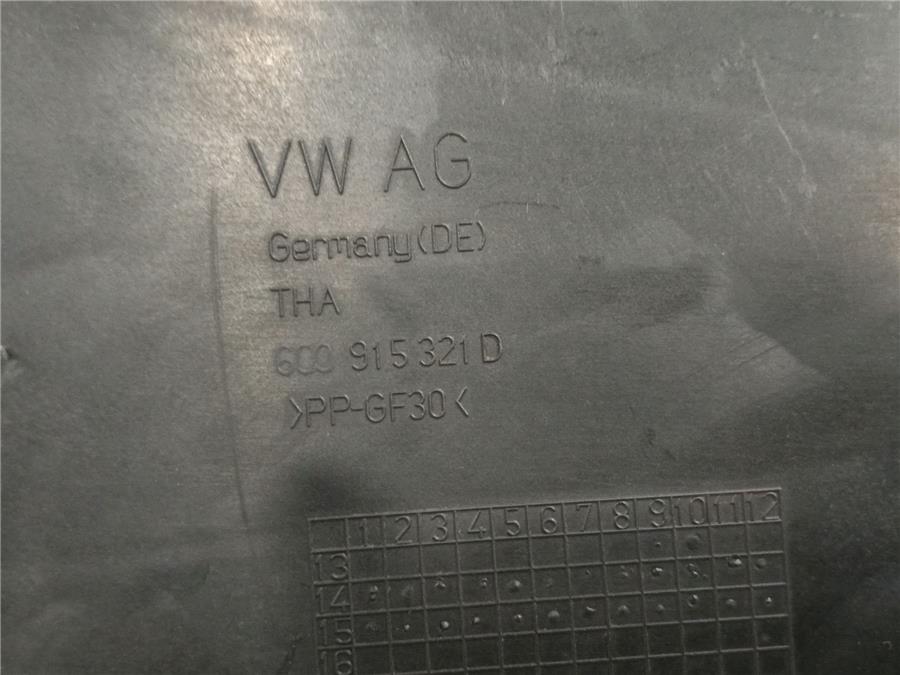 VW AG
Germany(DE)
THA
6Q0 915 321 D
>PP-GF30<
1 2 3 4 5 6 7 8 9 10 11 12
13
14
15
16